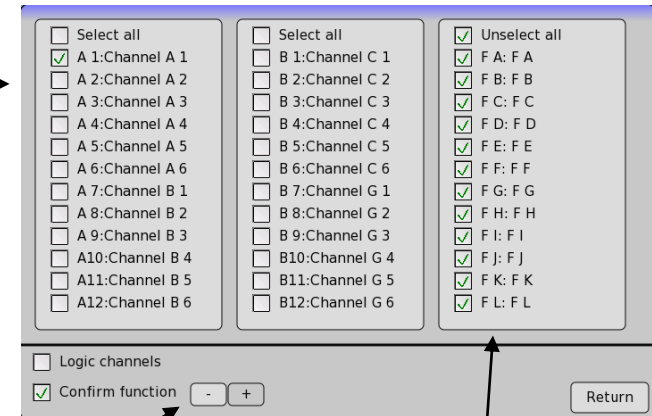 Select all
A 1:Channel A 1
A 2:Channel A 2
A 3:Channel A 3
A 4:Channel A 4
A 5:Channel A 5
A 6:Channel A 6
A 7:Channel B 1
A 8:Channel B 2
A 9:Channel B 3
A10:Channel B 4
A11:Channel B 5
A12:Channel B 6
Select all
B 1:Channel C 1
B 2:Channel C 2
B 3:Channel C 3
B 4:Channel C 4
B 5:Channel C 5
B 6:Channel C 6
B 7:Channel G 1
B 8:Channel G 2
B 9:Channel G 3
B10:Channel G 4
B11:Channel G 5
B12:Channel G 6
Unselect all
F A: F A
F B: F B
F C: F C
F D: F D
F E: F E
F F: F F
F G: F G
F H: F H
F I: F I
F J: F J
F K: F K
F L: F L
Logic channels
Confirm function - +
Return